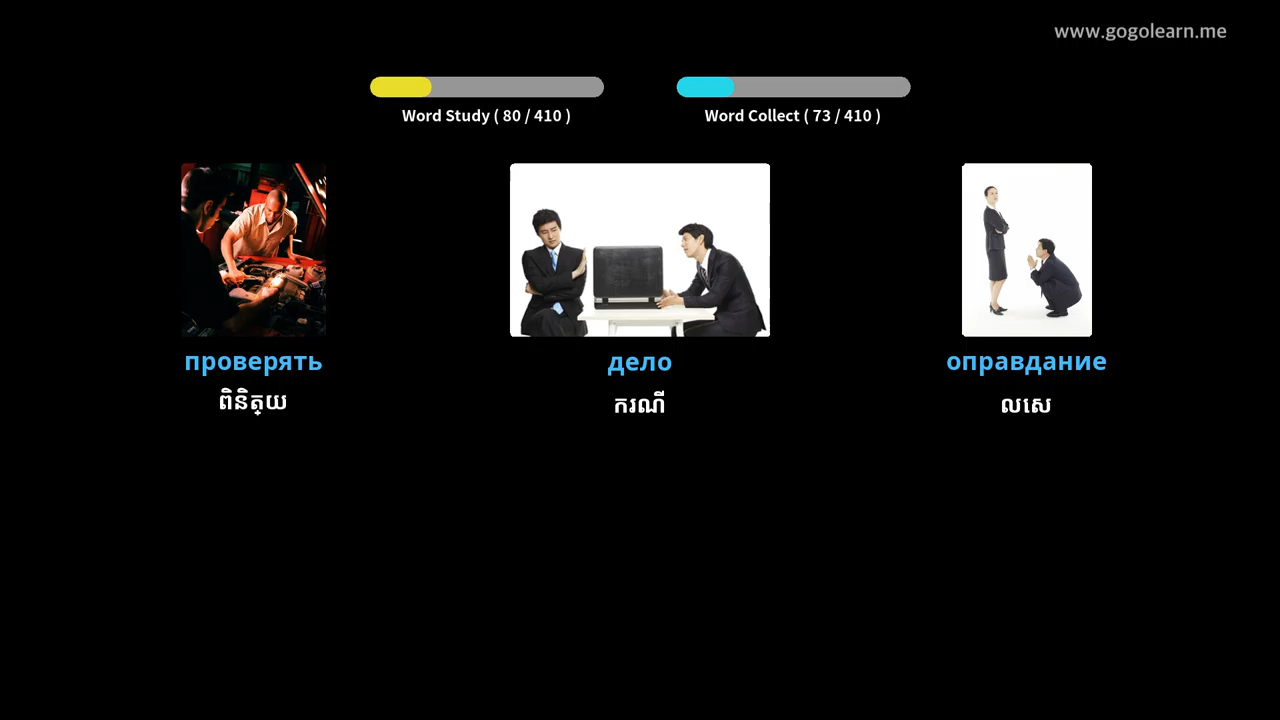 www.gogolearn.me
Word Study ( 80 / 410 )
Word Collect ( 73 / 410 )
проверять
дело
оправдание
ពិនិត្យ
ករណី
លេស